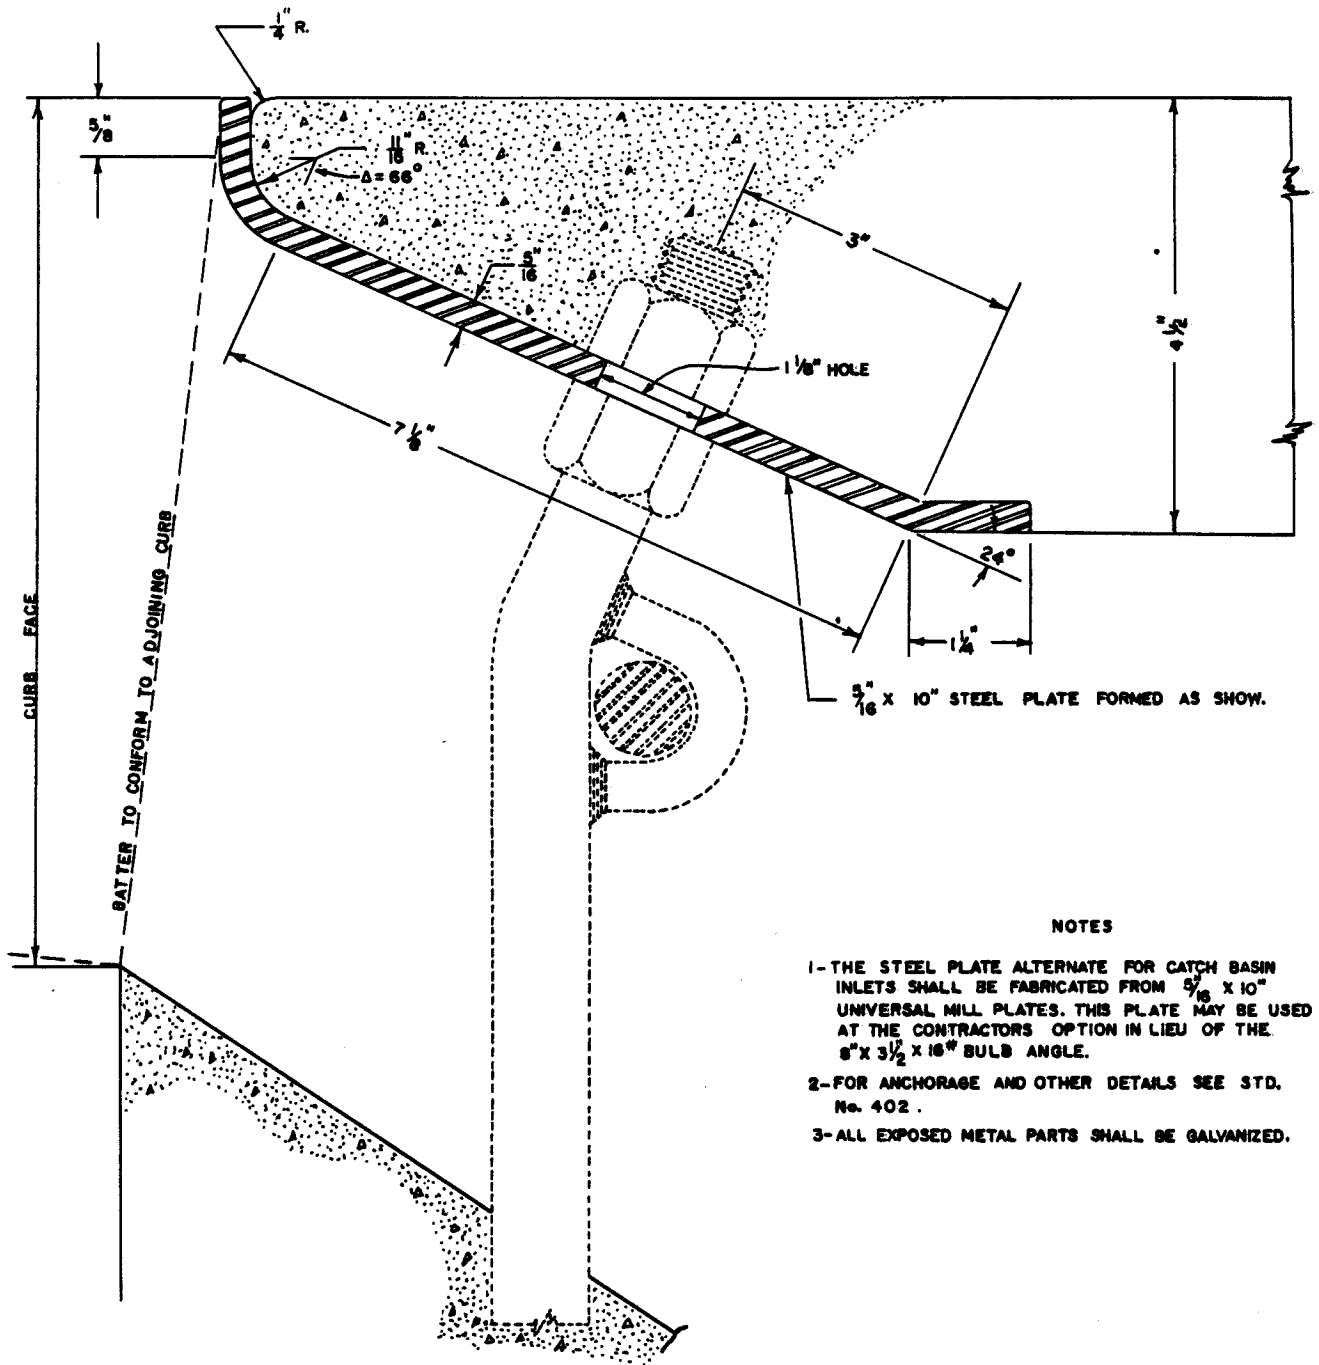 1/4" R.
5/8"
11/16" R.
Δ = 66°
3"
5/16"
4 1/2"
1 1/8" HOLE
7 1/8"
24°
1 1/4"
5/16" X 10" STEEL PLATE FORMED AS SHOW.
CURB FACE
BATTER TO CONFORM TO ADJOINING CURB
NOTES
1- THE STEEL PLATE ALTERNATE FOR CATCH BASIN
INLETS SHALL BE FABRICATED FROM 5/16" X 10"
UNIVERSAL MILL PLATES. THIS PLATE MAY BE USED
AT THE CONTRACTORS OPTION IN LIEU OF THE
8" X 3 1/2" X 16# BULB ANGLE.
2- FOR ANCHORAGE AND OTHER DETAILS SEE STD.
No. 402.
3- ALL EXPOSED METAL PARTS SHALL BE GALVANIZED.